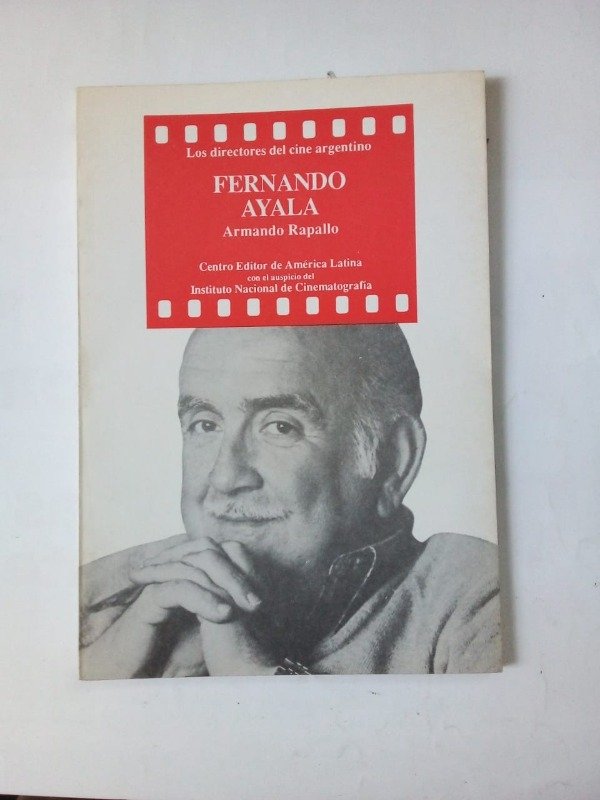 Los directores del cine argentino
FERNANDO
AYALA
Armando Rapallo
Centro Editor de América Latina
con el auspicio del
Instituto Nacional de Cinematografía